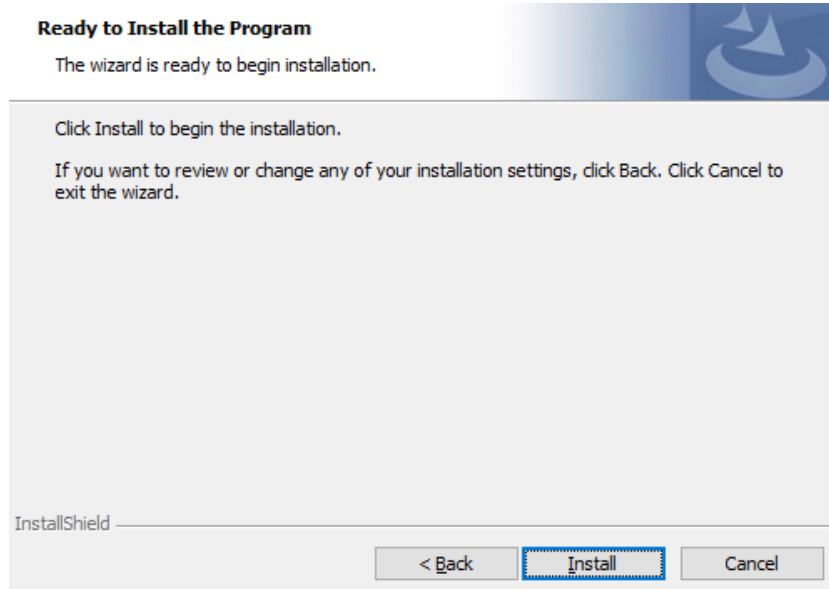 Ready to Install the Program
The wizard is ready to begin installation.
Click Install to begin the installation.
If you want to review or change any of your installation settings, click Back. Click Cancel to
exit the wizard.
InstallShield
< Back
Install
Cancel